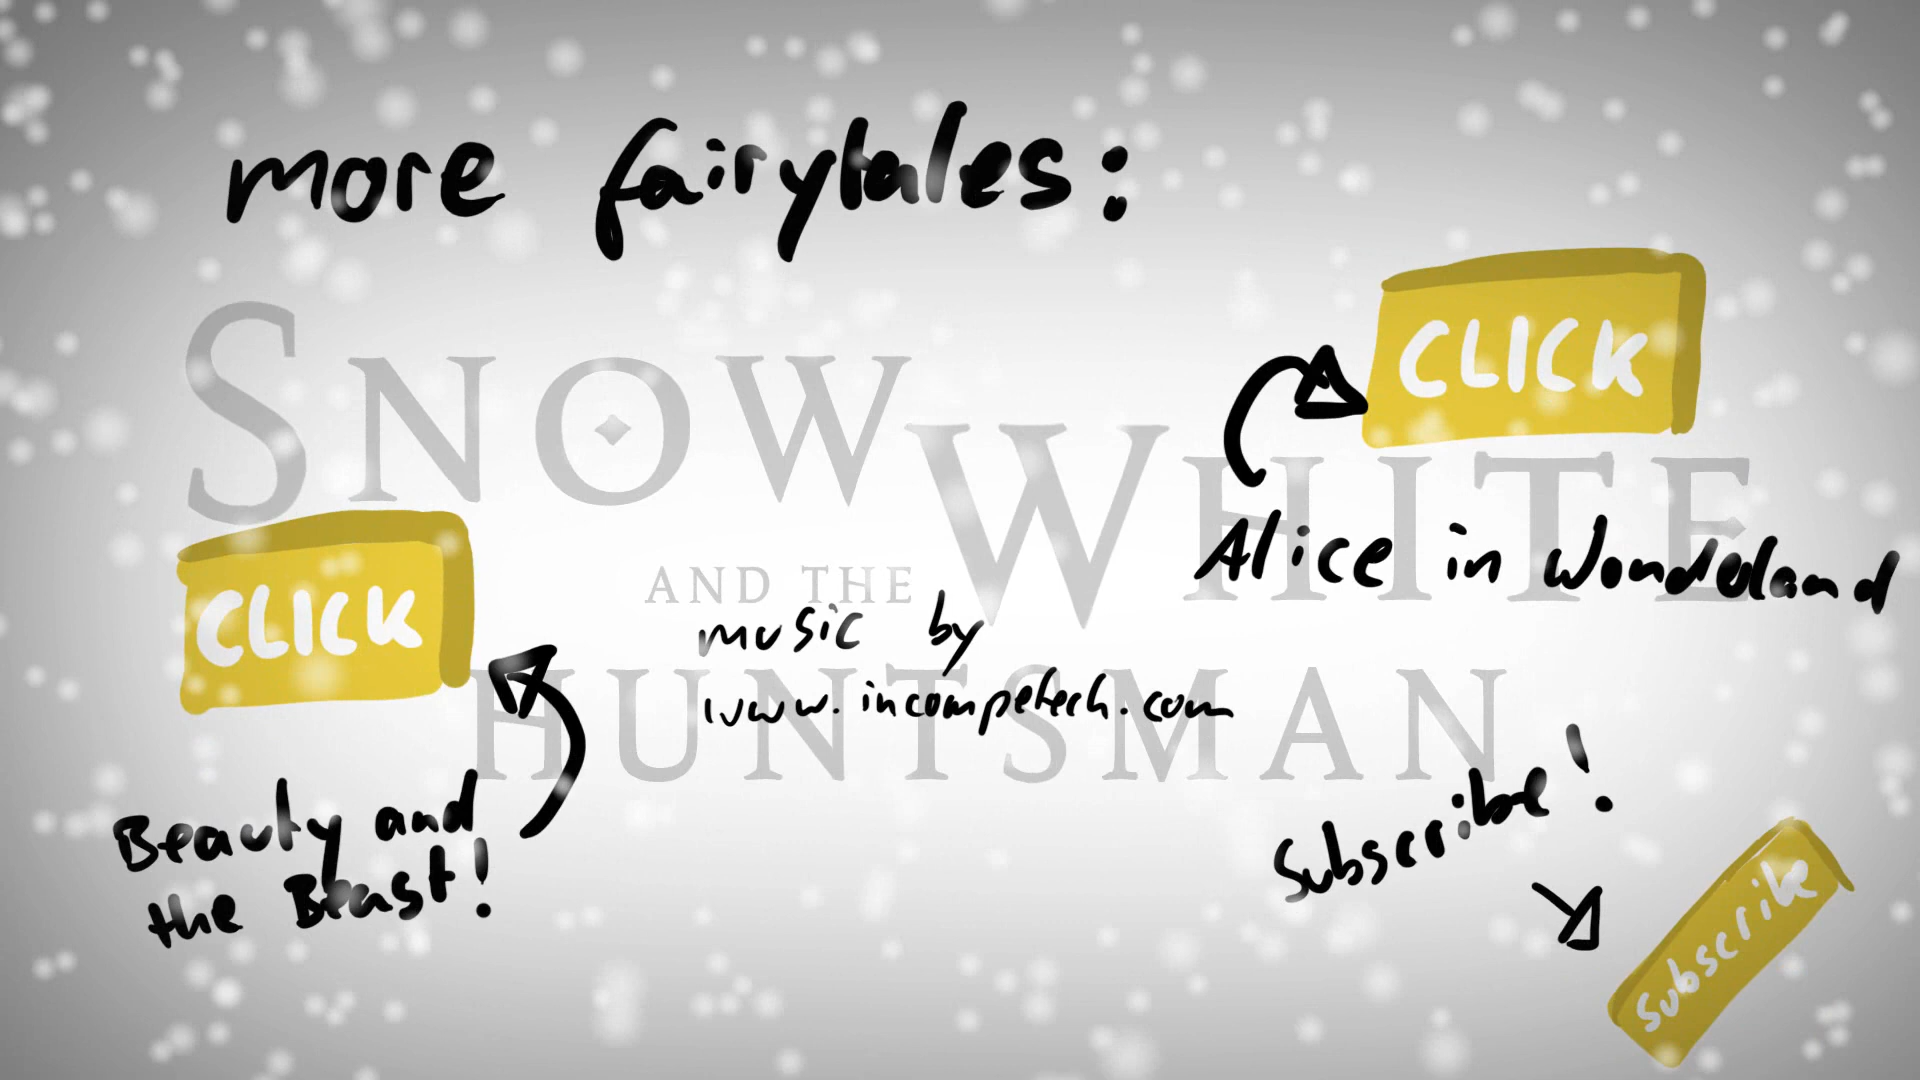 more fairytales:
SNOW WHITE
AND THE
HUNTSMAN
CLICK
Alice in Wonderland
CLICK
Beauty and
the Beast!
music by
www.incompetech.com
Subscribe!
Subscribe